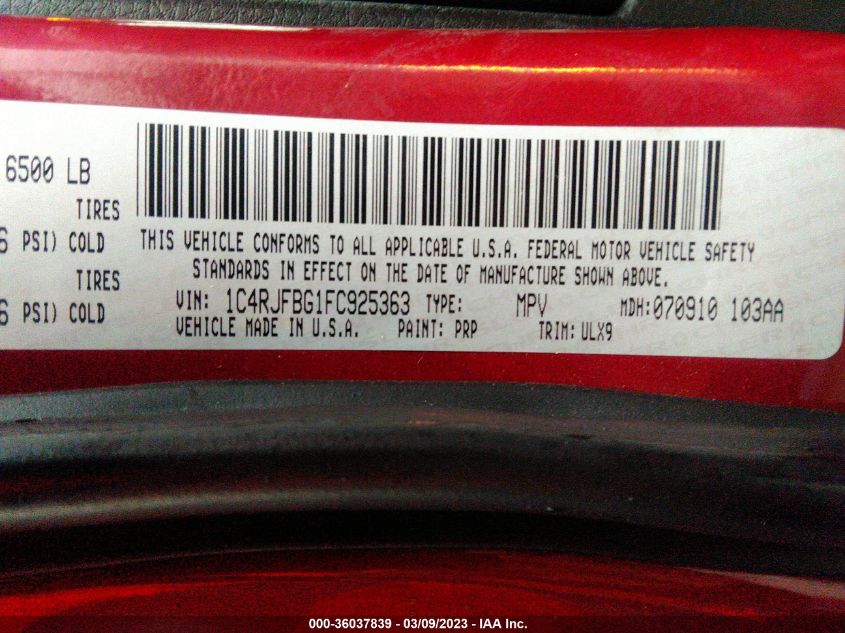 6500 LB
TIRES
PSI) COLD
TIRES
PSI) COLD
THIS VEHICLE CONFORMS TO ALL APPLICABLE U.S.A. FEDERAL MOTOR VEHICLE SAFETY
STANDARDS IN EFFECT ON THE DATE OF MANUFACTURE SHOWN ABOVE.
VIN: 1C4RJFBG1FC925363 TYPE: MPV MDH:070910 103AA
VEHICLE MADE IN U.S.A. PAINT: PRP TRIM: ULX9
000-36037839 - 03/09/2023 - IAA Inc.